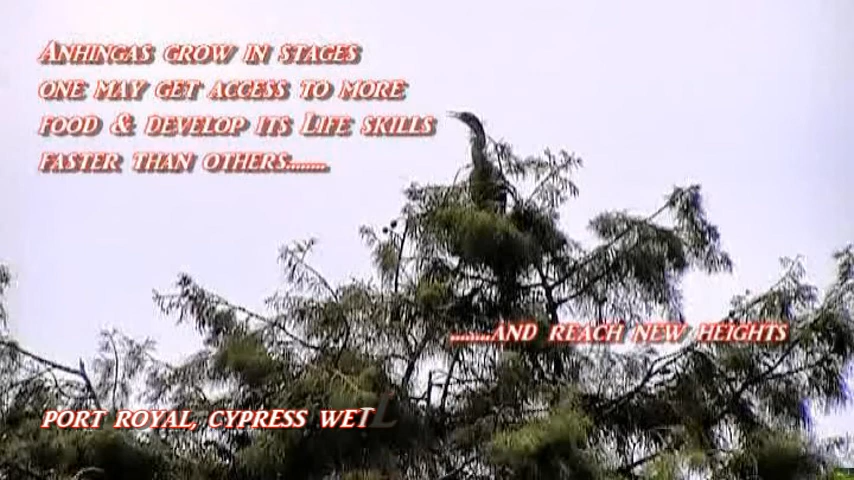 Anhingas grow in stages
one may get access to more
food & develop its Life skills
faster than others........
........and reach new heights
Port Royal, Cypress Wetl